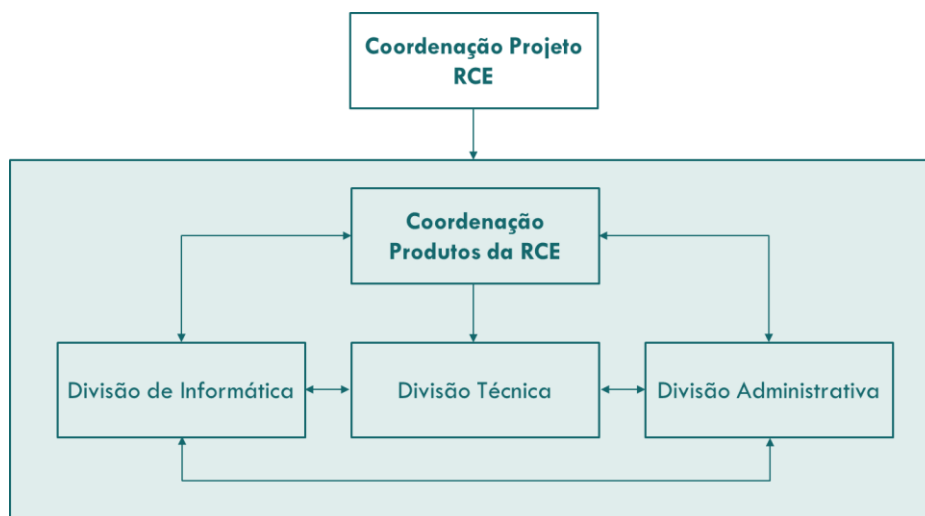 Coordenação Projeto
RCE
Coordenação
Produtos da RCE
Divisão de Informática
Divisão Técnica
Divisão Administrativa